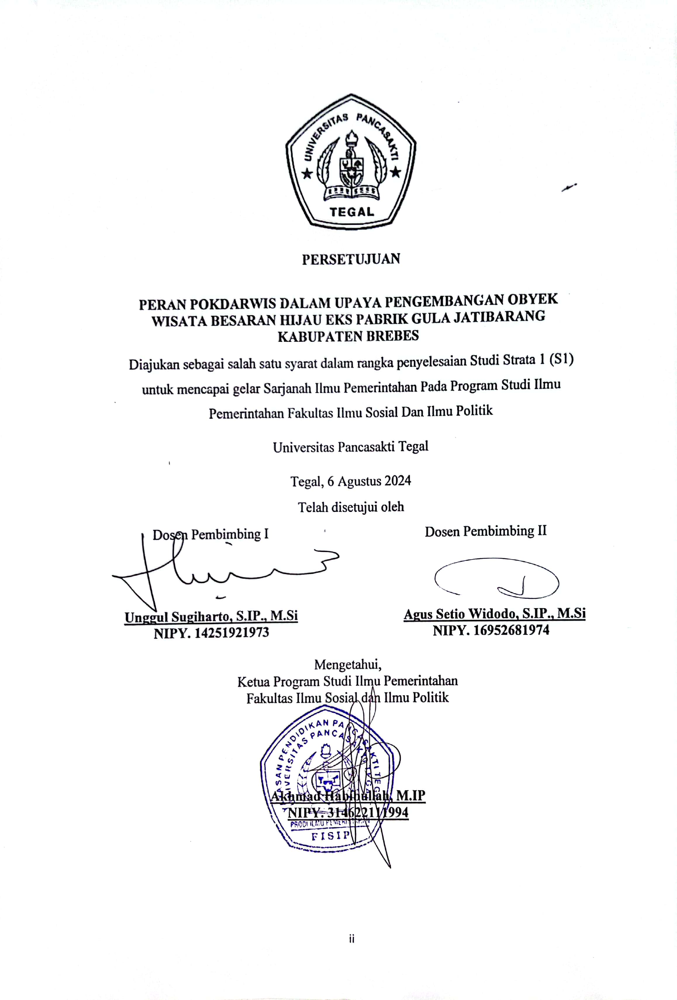 UNIVERSITAS PANCASAKTI
TEGAL
PERSETUJUAN
PERAN POKDARWIS DALAM UPAYA PENGEMBANGAN OBYEK
WISATA BESARAN HIJAU EKS PABRIK GULA JATIBARANG
KABUPATEN BREBES
Diajukan sebagai salah satu syarat dalam rangka penyelesaian Studi Strata 1 (S1)
untuk mencapai gelar Sarjanah Ilmu Pemerintahan Pada Program Studi Ilmu
Pemerintahan Fakultas Ilmu Sosial Dan Ilmu Politik
Universitas Pancasakti Tegal
Tegal, 6 Agustus 2024
Telah disetujui oleh
Dosen Pembimbing I
Dosen Pembimbing II
Unggul Sugiharto, S.IP., M.Si
NIPY. 14251921973
Agus Setio Widodo, S.IP., M.Si
NIPY. 16952681974
Mengetahui,
Ketua Program Studi Ilmu Pemerintahan
Fakultas Ilmu Sosial dan Ilmu Politik
PENDIDIKAN PANCASAKTI TEGAL
UNIVERSITAS PANCASAKTI TEGAL
Akhmad Habibullah, M.IP
NIPY. 314622111994
PRODI ILMU PEMERINTAHAN
FISIP
ii